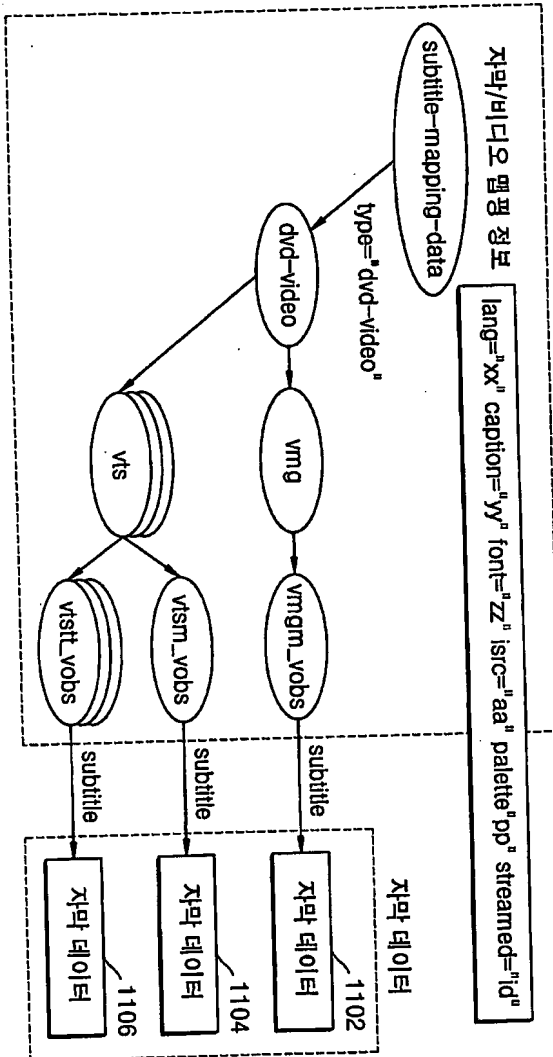 자막/비디오 맵핑 정보
subtitle-mapping-data
lang="xx" caption="yy" font="zz" isrc="aa" palette"pp" streamed="id"
type="dvd-video"
dvd-video
vmg
vmgm_vobs
subtitle
vts
vtsm_vobs
subtitle
vtstt_vobs
subtitle
자막 데이터
자막 데이터
1102
자막 데이터
1104
자막 데이터
1106